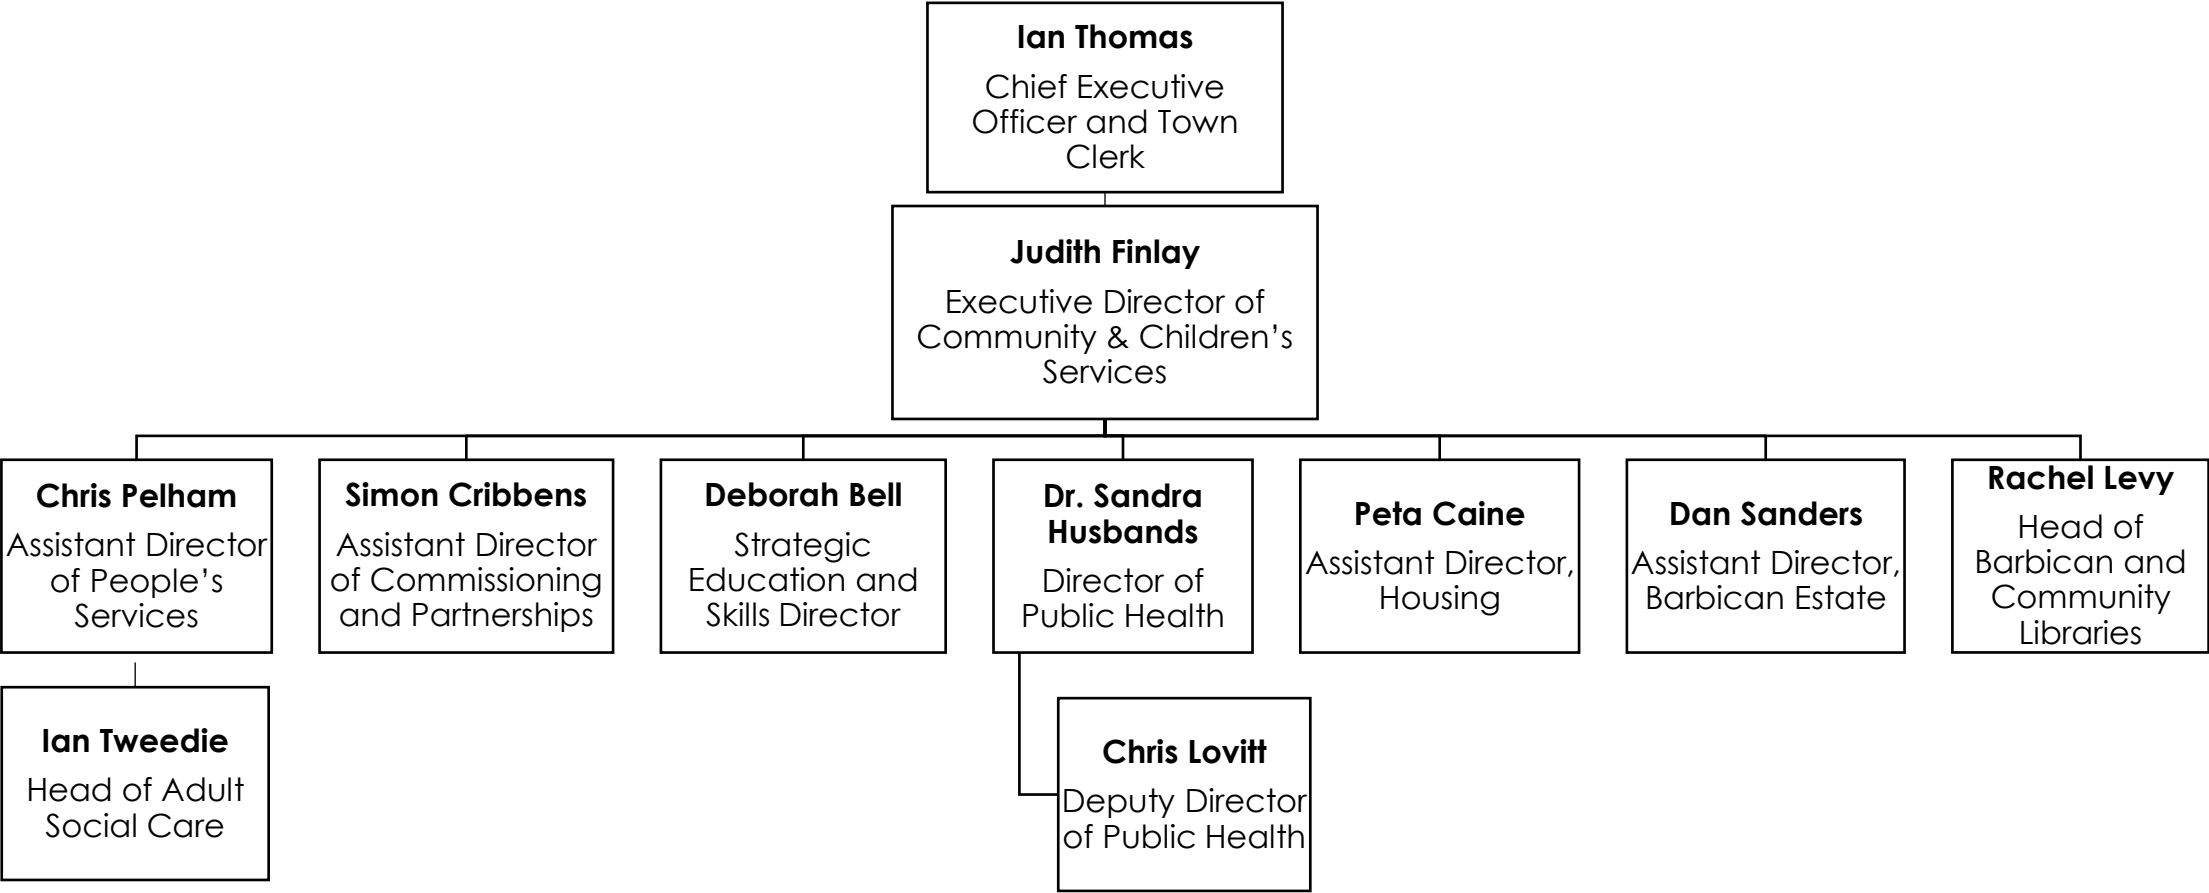 Ian Thomas
Chief Executive
Officer and Town
Clerk
Judith Finlay
Executive Director of
Community & Children’s
Services
Chris Pelham
Assistant Director
of People’s
Services
Simon Cribbens
Assistant Director
of Commissioning
and Partnerships
Deborah Bell
Strategic
Education and
Skills Director
Dr. Sandra
Husbands
Director of
Public Health
Peta Caine
Assistant Director,
Housing
Dan Sanders
Assistant Director,
Barbican Estate
Rachel Levy
Head of
Barbican and
Community
Libraries
Ian Tweedie
Head of Adult
Social Care
Chris Lovitt
Deputy Director
of Public Health